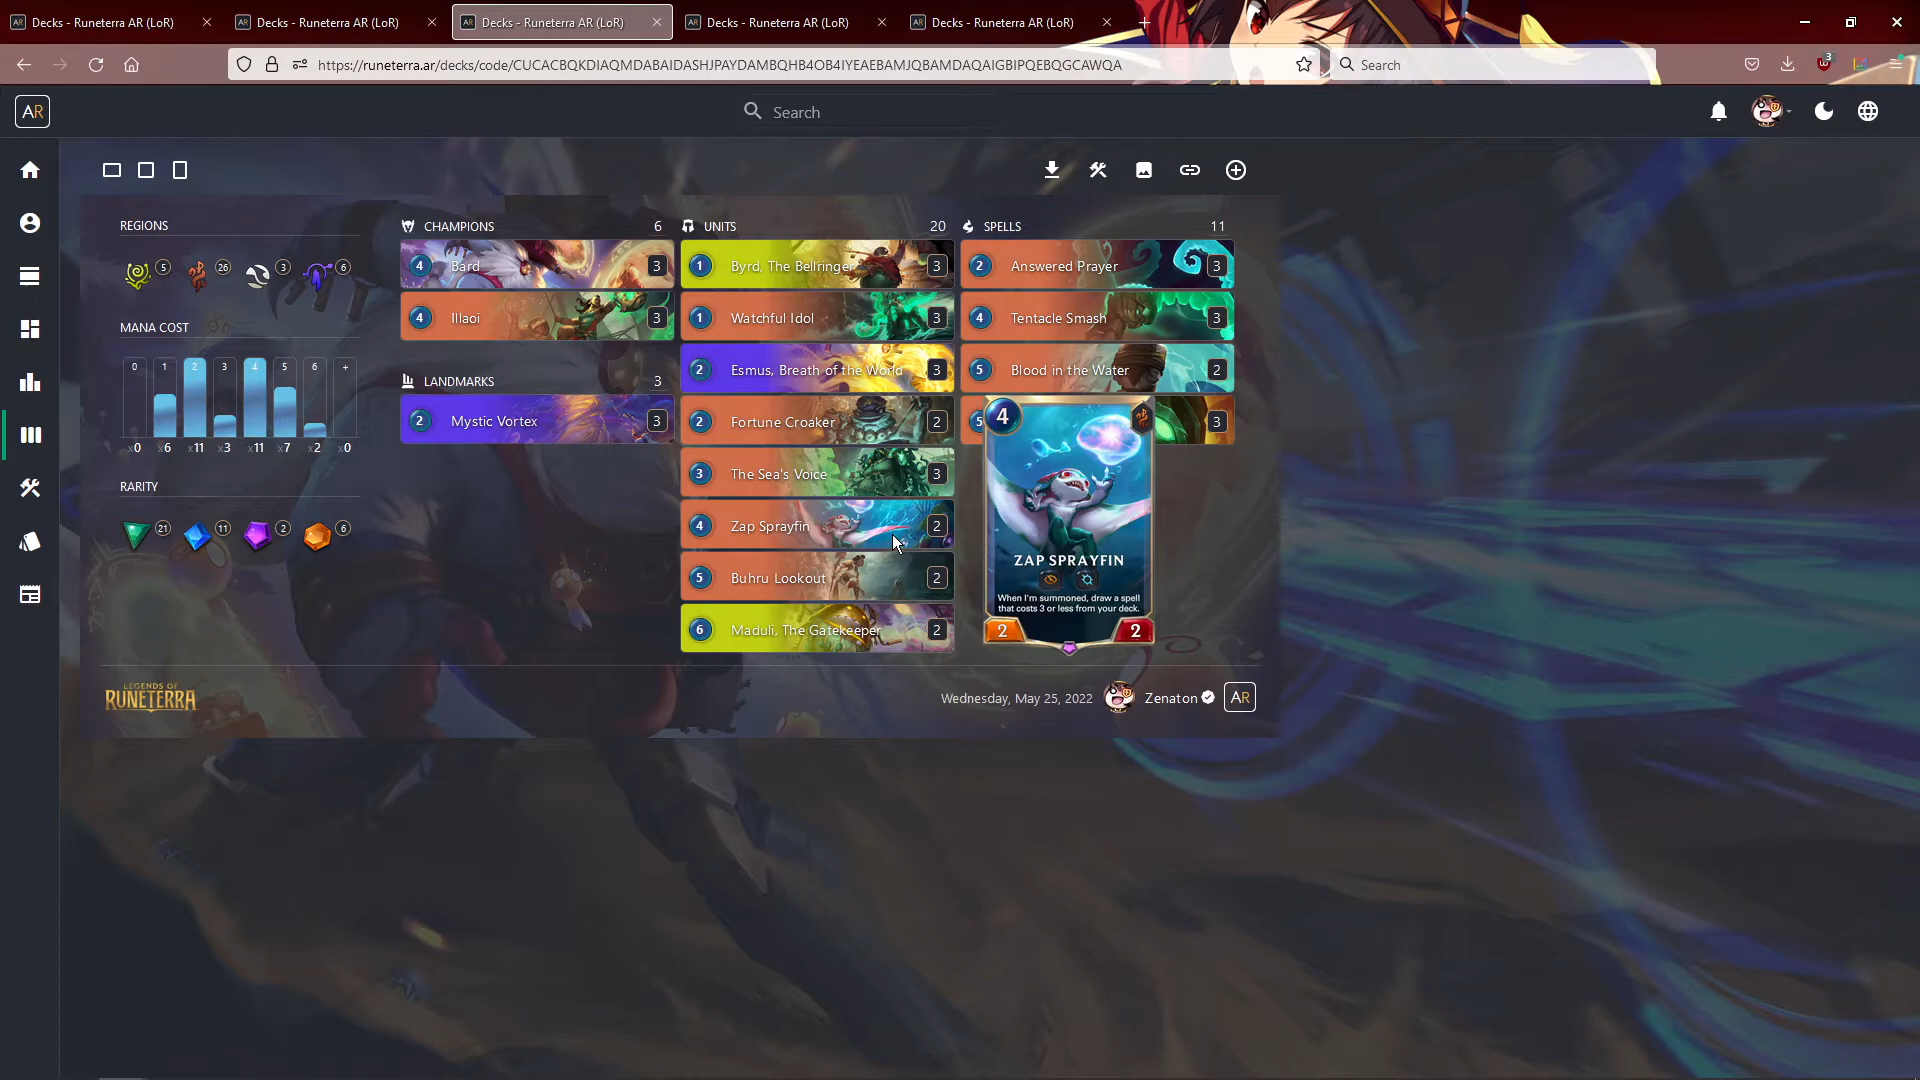 Decks - Runeterra AR (LoR)
Decks - Runeterra AR (LoR)
Decks - Runeterra AR (LoR)
Decks - Runeterra AR (LoR)
Decks - Runeterra AR (LoR)
https://runeterra.ar/decks/code/CUCACBQKDIAQMDABAIDASHJPAYDAMBQHB4OB4IYEAEBAMJQBAMDAQAIGBIPQEBQGCAWQA
Search
3
AR
Search
REGIONS
5 26 3 6
MANA COST
0 1 2 3 4 5 6 +
x0 x6 x11 x3 x11 x7 x2 x0
RARITY
21 11 2 6
CHAMPIONS 6
4 Bard 3
4 Illaoi 3
LANDMARKS 3
2 Mystic Vortex 3
UNITS 20
1 Byrd, The Bellringer 3
1 Watchful Idol 3
2 Esmus, Breath of the World 3
2 Fortune Croaker 2
3 The Sea's Voice 3
4 Zap Sprayfin 2
5 Buhru Lookout 2
6 Maduli, The Gatekeeper 2
SPELLS 11
2 Answered Prayer 3
4 Tentacle Smash 3
5 Blood in the Water 2
5 3
4
ZAP SPRAYFIN
When I'm summoned, draw a spell
that costs 3 or less from your deck.
2 2
LEGENDS OF
RUNETERRA
Wednesday, May 25, 2022 Zenaton AR